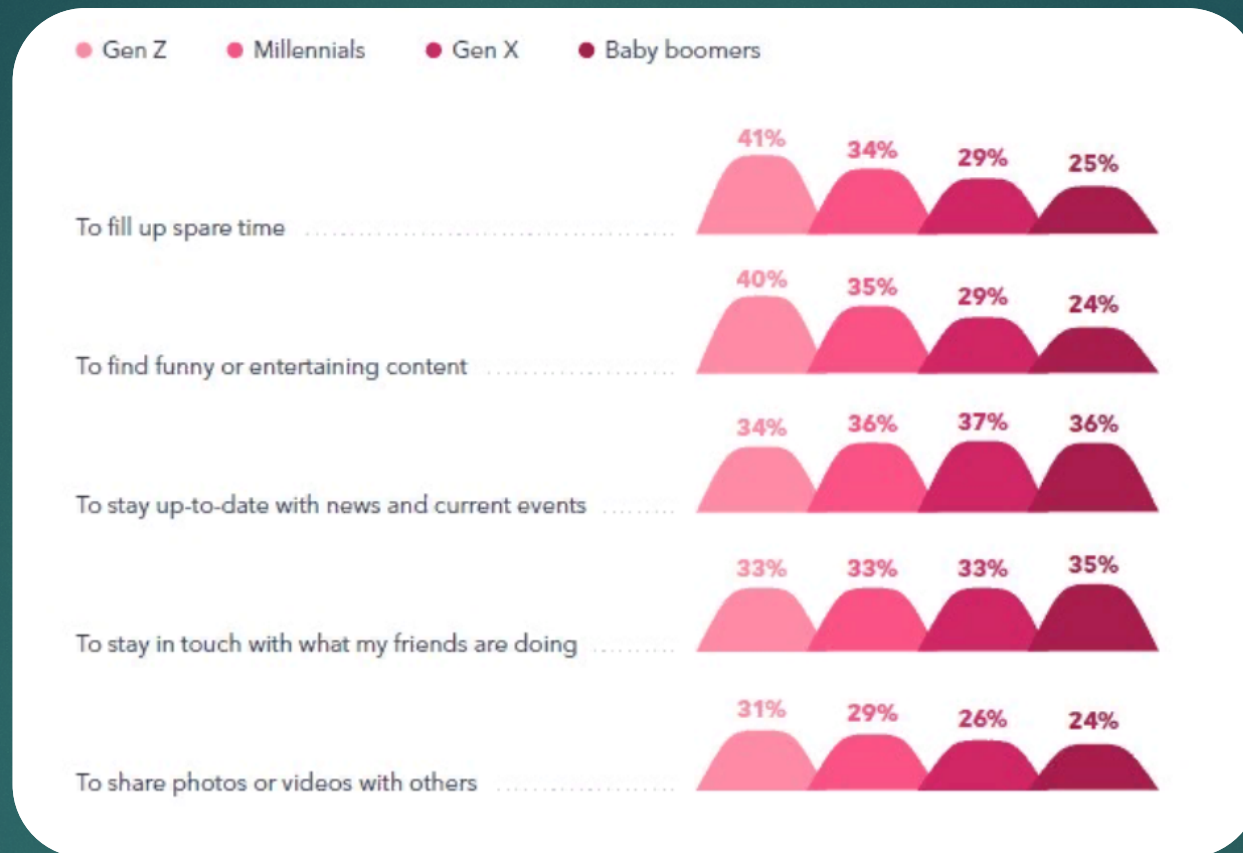 Gen Z Millennials Gen X Baby boomers
41% 34% 29% 25%
To fill up spare time
40% 35% 29% 24%
To find funny or entertaining content
34% 36% 37% 36%
To stay up-to-date with news and current events
33% 33% 33% 35%
To stay in touch with what my friends are doing
31% 29% 26% 24%
To share photos or videos with others